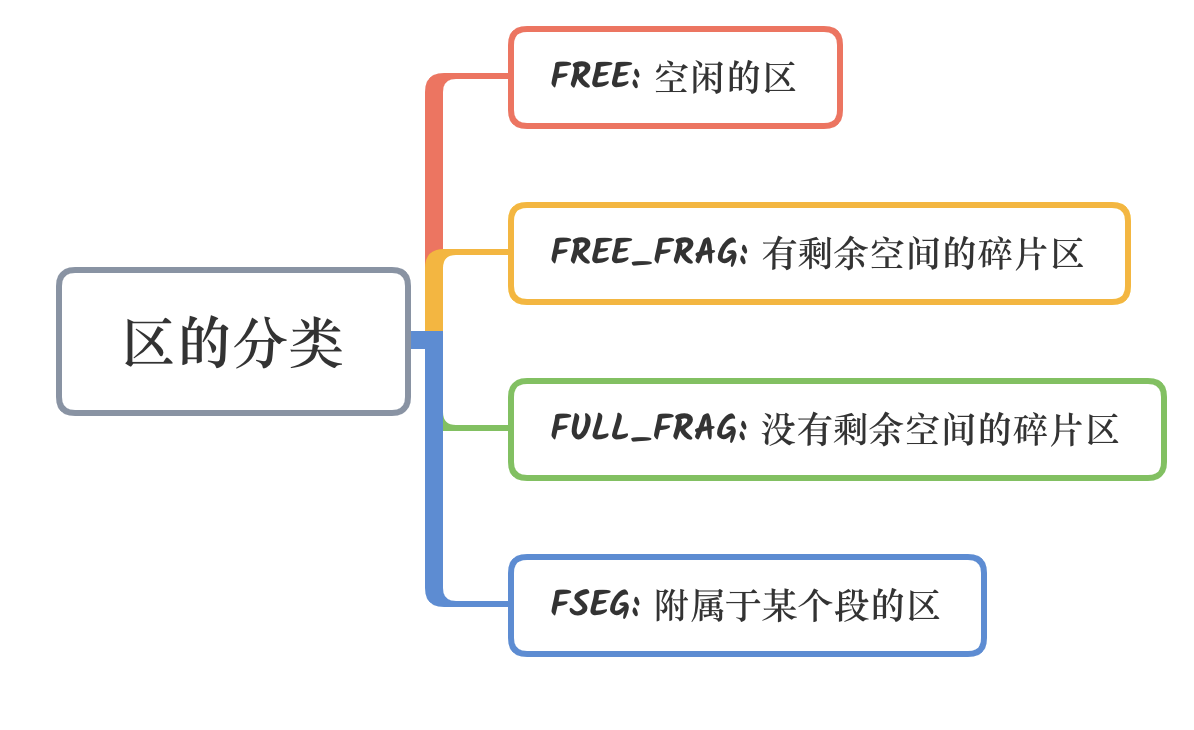 FREE: 空闲的区
FREE_FRAG: 有剩余空间的碎片区
区的分类
FULL_FRAG: 没有剩余空间的碎片区
FSEG: 附属于某个段的区